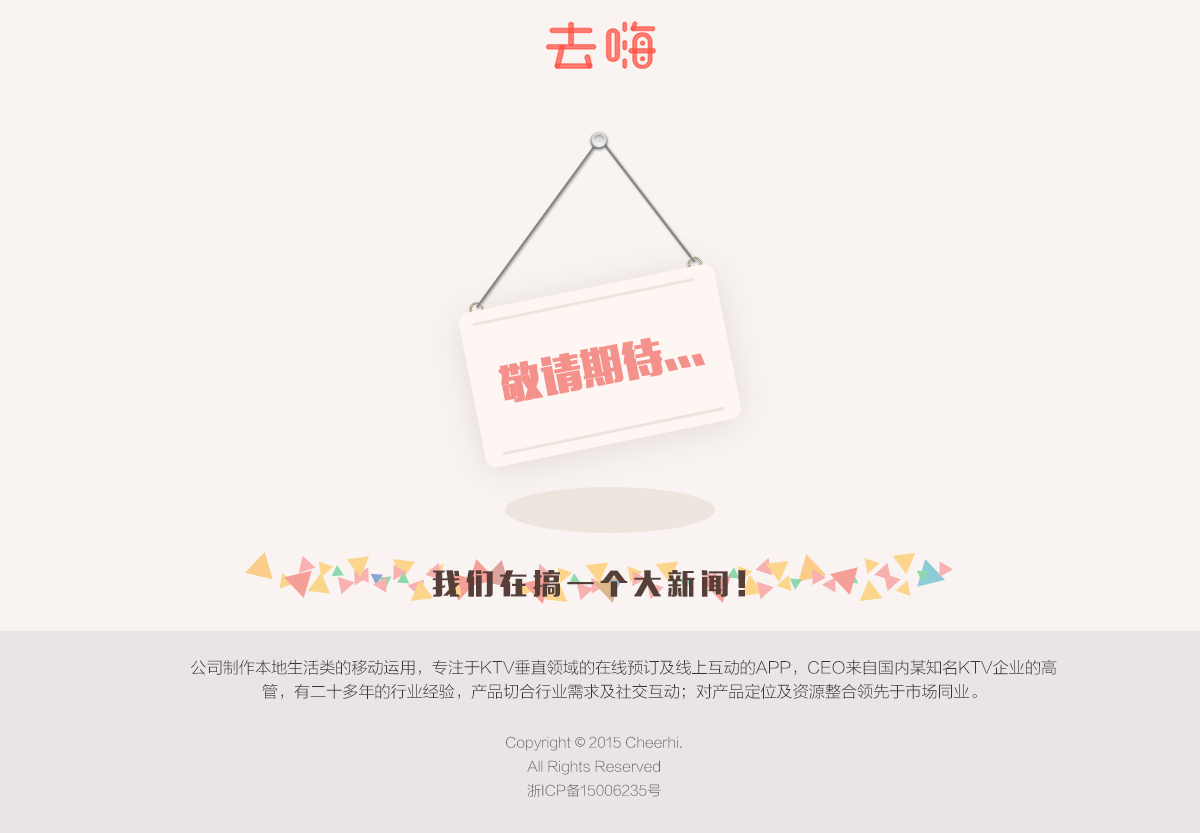 去嗨
敬请期待...
我们在搞一个大新闻！
公司制作本地生活类的移动运用，专注于KTV垂直领域的在线预订及线上互动的APP，CEO来自国内某知名KTV企业的高
管，有二十多年的行业经验，产品切合行业需求及社交互动；对产品定位及资源整合领先于市场同业。
Copyright © 2015 Cheerhi.
All Rights Reserved
浙ICP备15006235号